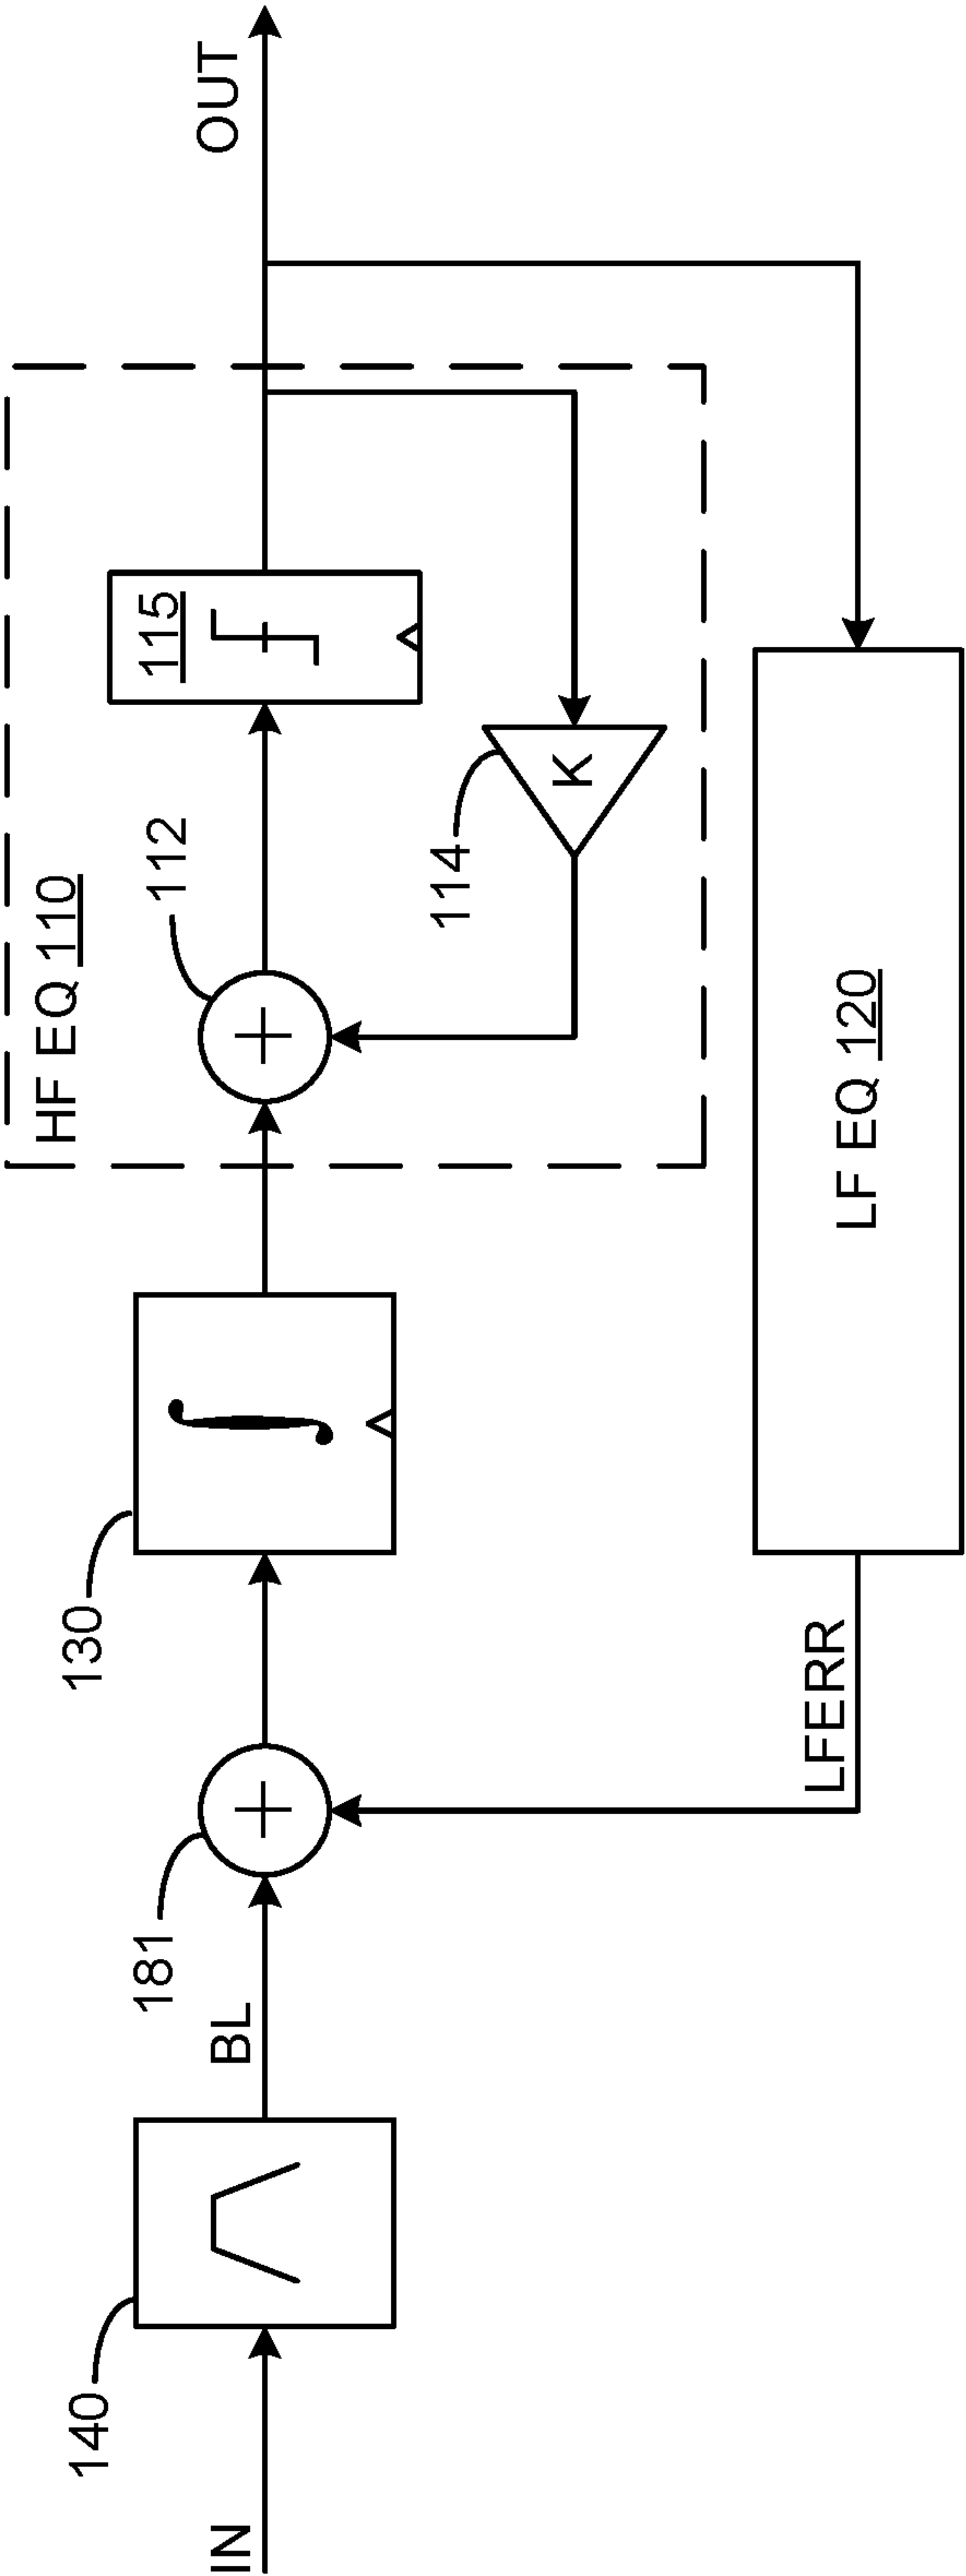 HF EQ 110
140
181
130
112
115
IN
BL
OUT
114
K
LFERR
LF EQ 120